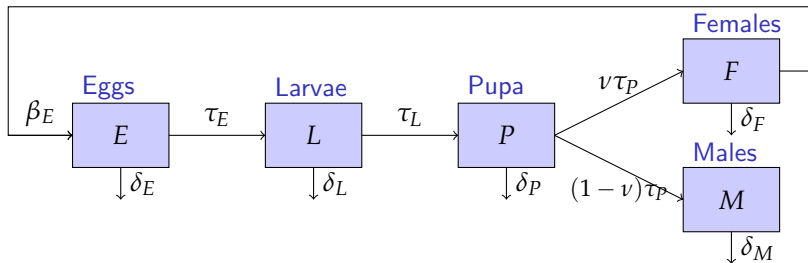 Females
F
Eggs
Larvae
Pupa
ντ_P
β_E
E
τ_E
L
τ_L
P
δ_F
Males
δ_E
δ_L
δ_P
(1 − ν)τ_P
M
δ_M